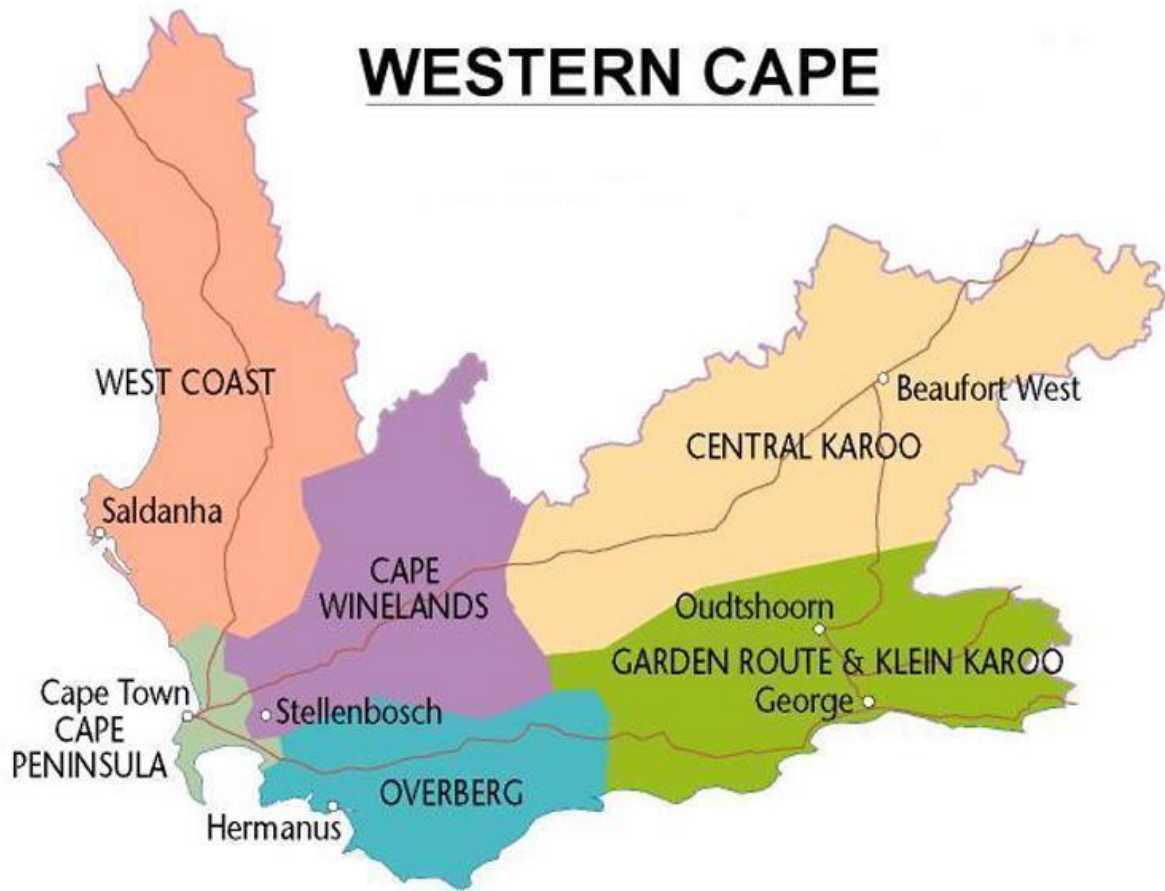 WESTERN CAPE
WEST COAST
Beaufort West
CENTRAL KAROO
Saldanha
CAPE
WINELANDS
Oudtshoorn
GARDEN ROUTE & KLEIN KAROO
George
Cape Town
CAPE
PENINSULA
Stellenbosch
OVERBERG
Hermanus